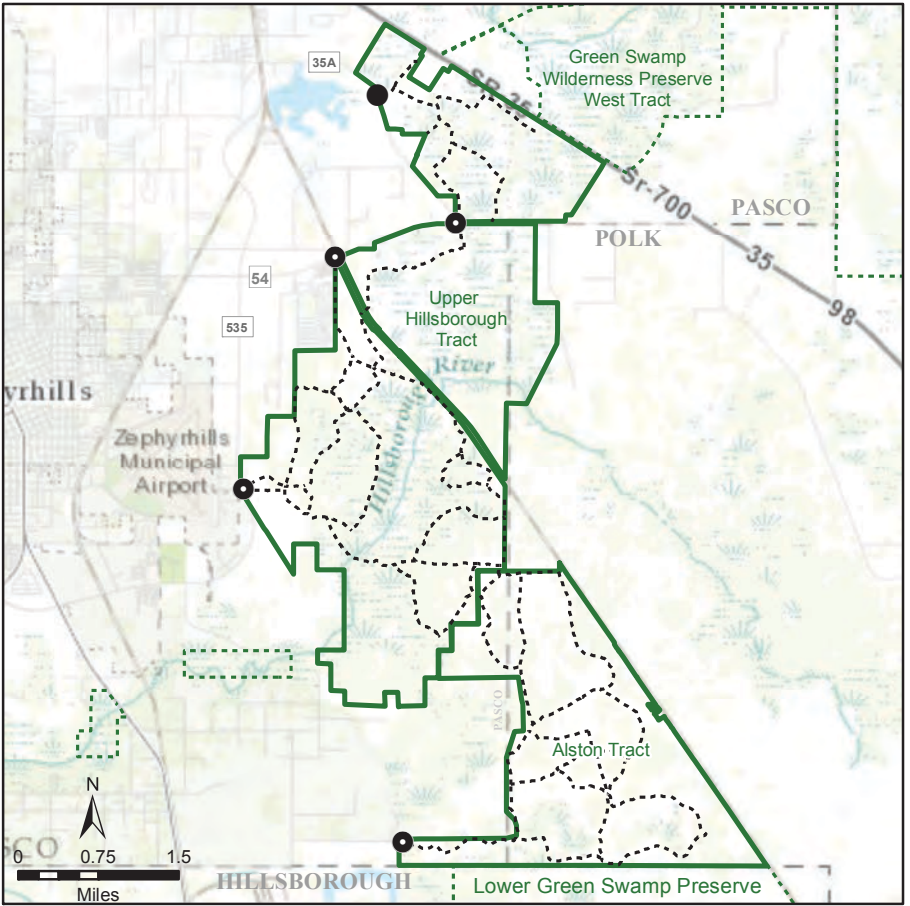 35A
SR 35
Green Swamp
Wilderness Preserve
West Tract
Sr-700
PASCO
POLK
35
98
54
535
Upper
Hillsborough
Tract
River
Hillsborough
yrhills
Zephyrhills
Municipal
Airport
PASCO
Alston Tract
N
SCO
0 0.75 1.5
Miles
HILLSBOROUGH
Lower Green Swamp Preserve